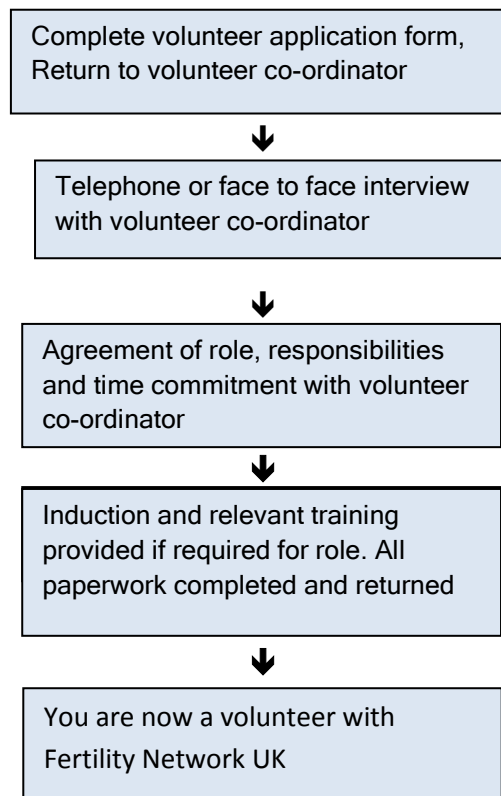 Complete volunteer application form,
Return to volunteer co-ordinator
Telephone or face to face interview
with volunteer co-ordinator
Agreement of role, responsibilities
and time commitment with volunteer
co-ordinator
Induction and relevant training
provided if required for role. All
paperwork completed and returned
You are now a volunteer with
Fertility Network UK